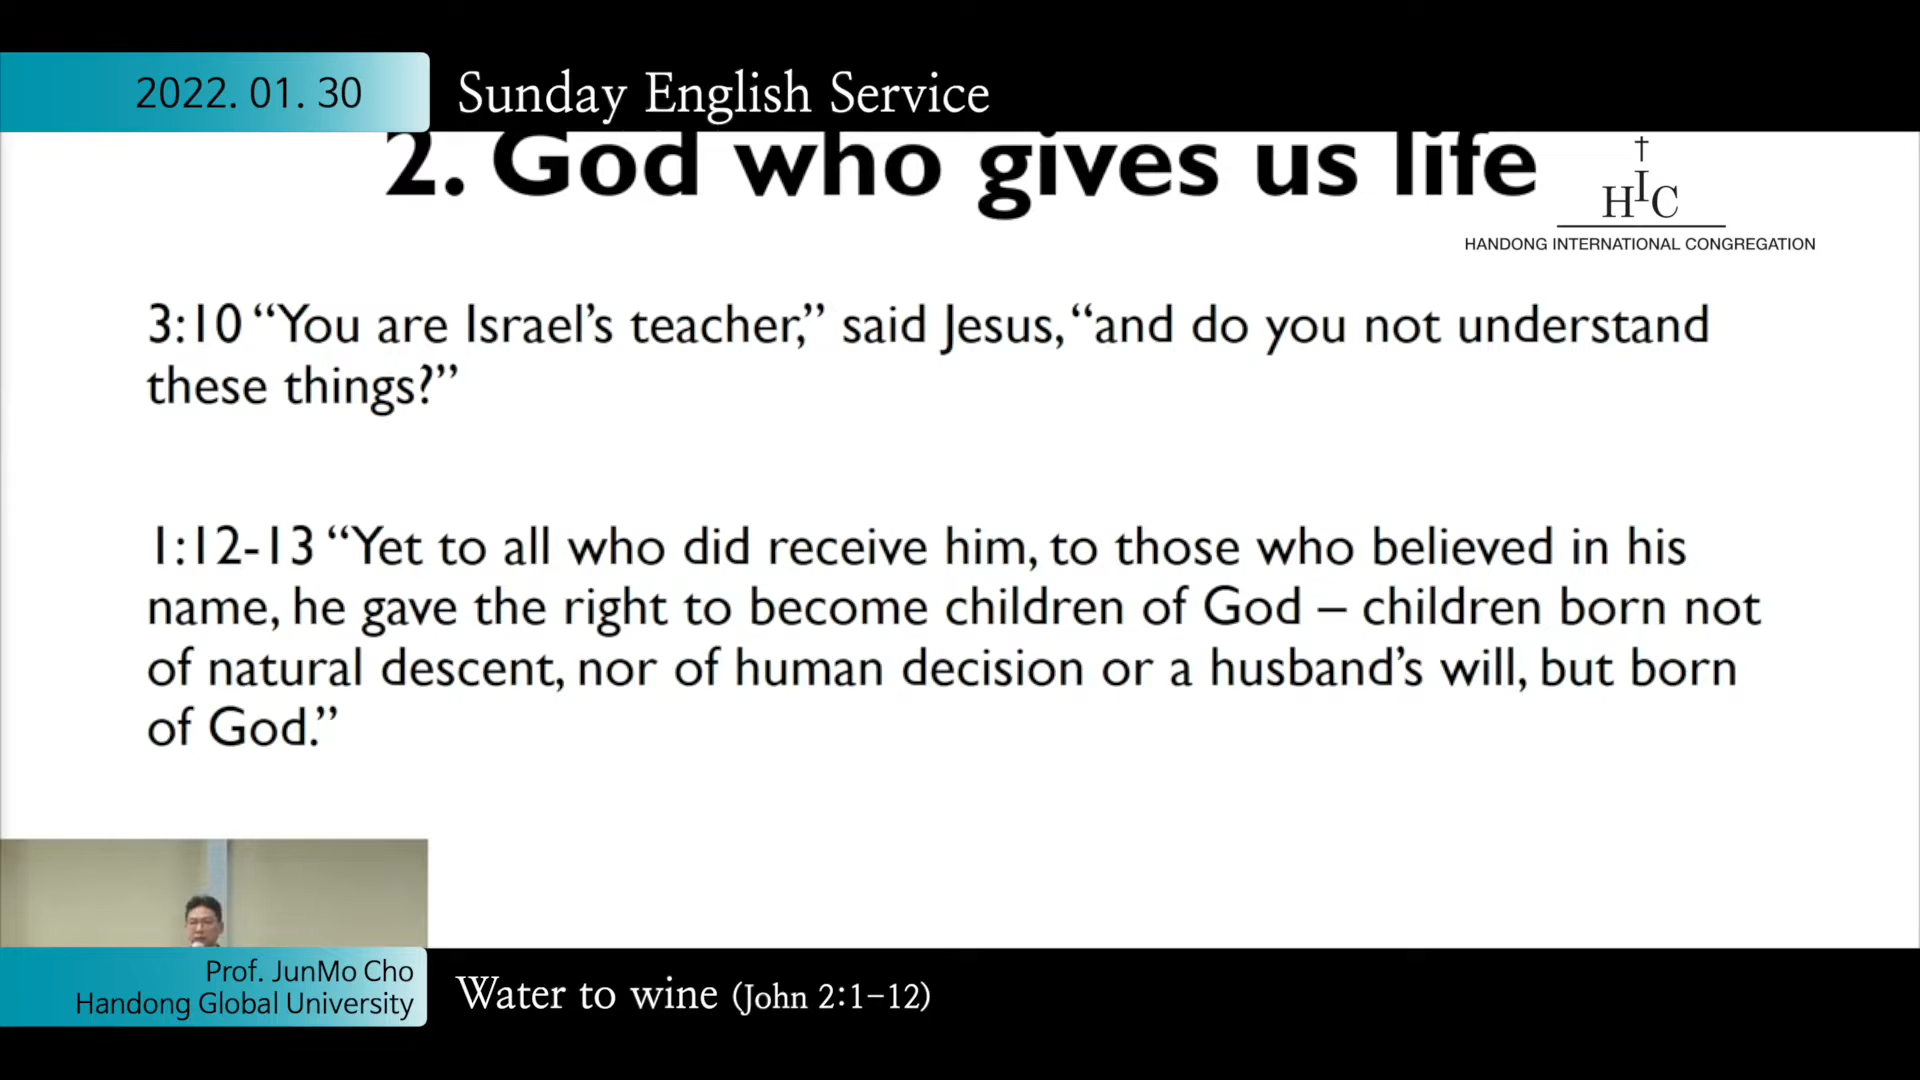 2022. 01. 30
Sunday English Service
2. God who gives us life
HIC
HANDONG INTERNATIONAL CONGREGATION
3:10 “You are Israel’s teacher,” said Jesus, “and do you not understand
these things?”
1:12-13 “Yet to all who did receive him, to those who believed in his
name, he gave the right to become children of God – children born not
of natural descent, nor of human decision or a husband’s will, but born
of God.”
Prof. JunMo Cho
Handong Global University
Water to wine (John 2:1–12)